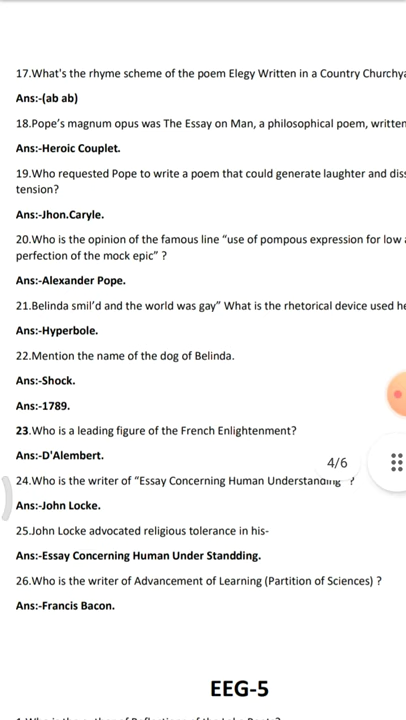 17.What's the rhyme scheme of the poem Elegy Written in a Country Churchya
Ans:-(ab ab)
18.Pope's magnum opus was The Essay on Man, a philosophical poem, written
Ans:-Heroic Couplet.
19.Who requested Pope to write a poem that could generate laughter and diss
tension?
Ans:-Jhon.Caryle.
20.Who is the opinion of the famous line "use of pompous expression for low
perfection of the mock epic" ?
Ans:-Alexander Pope.
21.Belinda smil'd and the world was gay" What is the rhetorical device used he
Ans:-Hyperbole.
22.Mention the name of the dog of Belinda.
Ans:-Shock.
Ans:-1789.
23.Who is a leading figure of the French Enlightenment?
Ans:-D'Alembert.
4/6
24.Who is the writer of "Essay Concerning Human Understanding" ?
Ans:-John Locke.
25.John Locke advocated religious tolerance in his-
Ans:-Essay Concerning Human Under Standding.
26.Who is the writer of Advancement of Learning (Partition of Sciences) ?
Ans:-Francis Bacon.
EEG-5